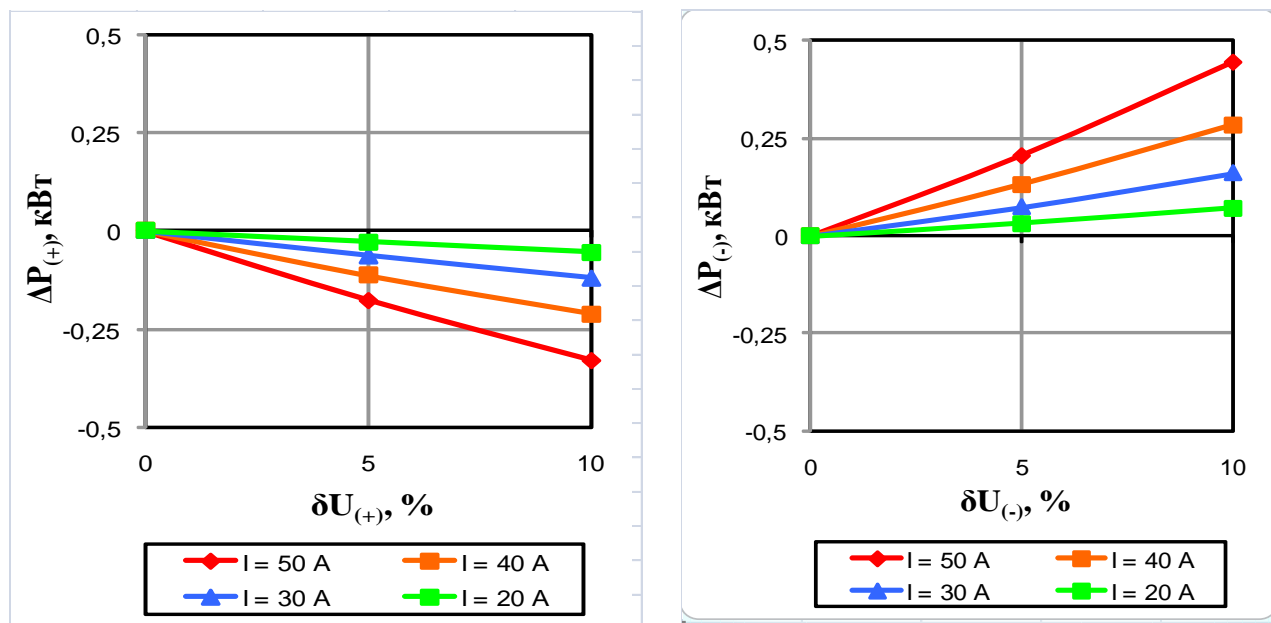 0,5
0,25
0
-0,25
-0,5
ΔP(+), кВт
0 5 10
δU(+), %
I = 50 A I = 40 A
I = 30 A I = 20 A
0,5
0,25
0
-0,25
-0,5
ΔP(-), кВт
0 5 10
δU(-), %
I = 50 A I = 40 A
I = 30 A I = 20 A